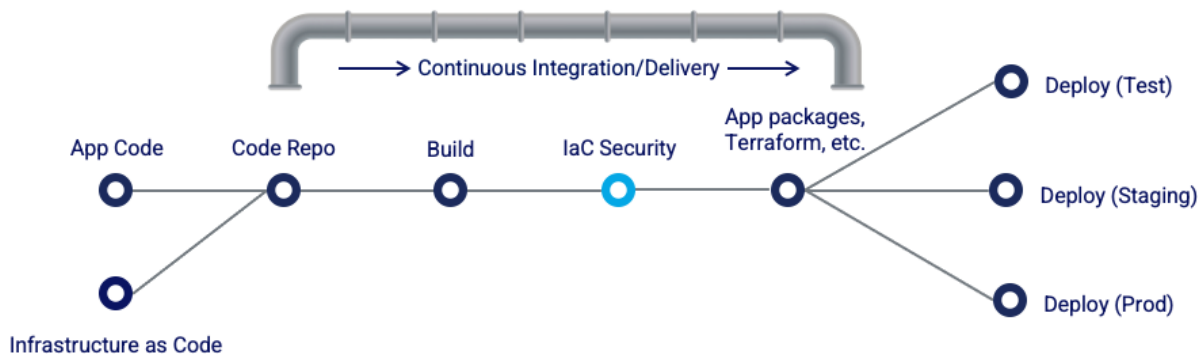 Continuous Integration/Delivery
App Code
Code Repo
Build
IaC Security
App packages,
Terraform, etc.
Deploy (Test)
Deploy (Staging)
Deploy (Prod)
Infrastructure as Code